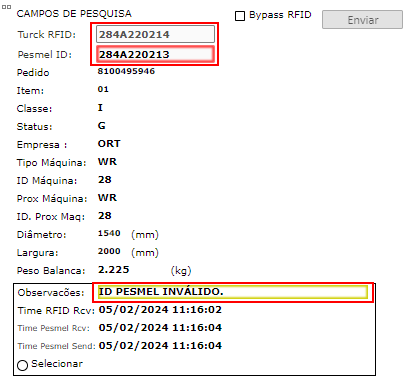 CAMPOS DE PESQUISA Bypass RFID Enviar
Turck RFID: 284A220214
Pesmel ID: 284A220213
Pedido 8100495946
Item: 01
Classe: I
Status: G
Empresa : ORT
Tipo Máquina: WR
ID Máquina: 28
Prox Máquina: WR
ID. Prox Maq: 28
Diâmetro: 1540 (mm)
Largura: 2000 (mm)
Peso Balanca: 2.225 (kg)
Observacões: ID PESMEL INVÁLIDO.
Time RFID Rcv: 05/02/2024 11:16:02
Time Pesmel Rcv: 05/02/2024 11:16:04
Time Pesmel Send: 05/02/2024 11:16:04
Selecionar